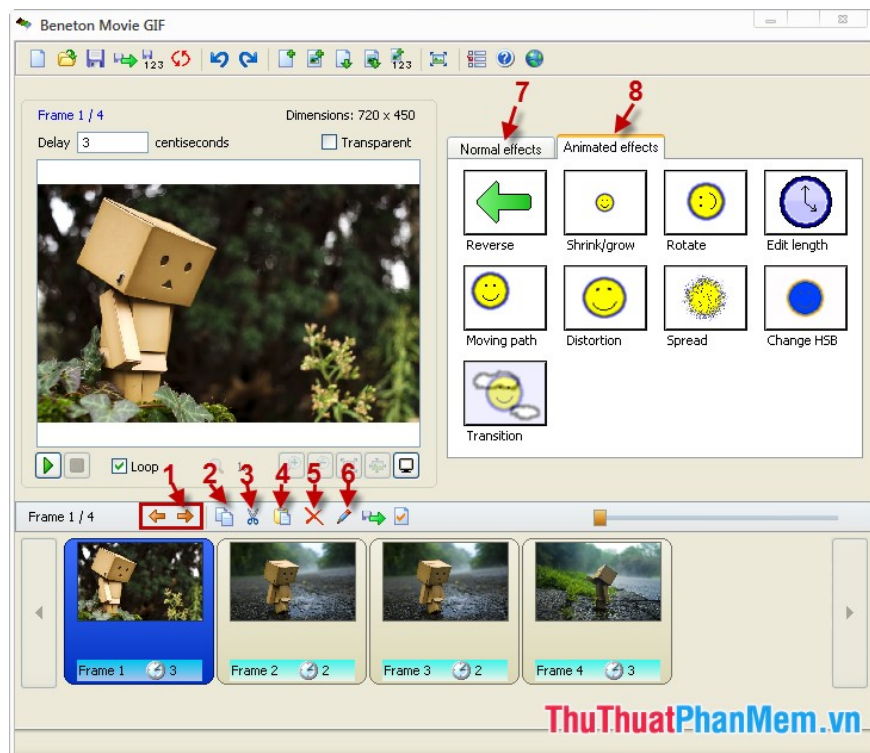 Beneton Movie GIF
123
123
7
8
Frame 1 / 4
Dimensions: 720 x 450
Delay 3 centiseconds
Transparent
Normal effects
Animated effects
Reverse
Shrink/grow
Rotate
Edit length
Moving path
Distortion
Spread
Change HSB
Transition
Loop
1
2
3
4
5
6
Frame 1 / 4
Frame 1 3
Frame 2 2
Frame 3 2
Frame 4 3
ThuThuatPhanMem.vn